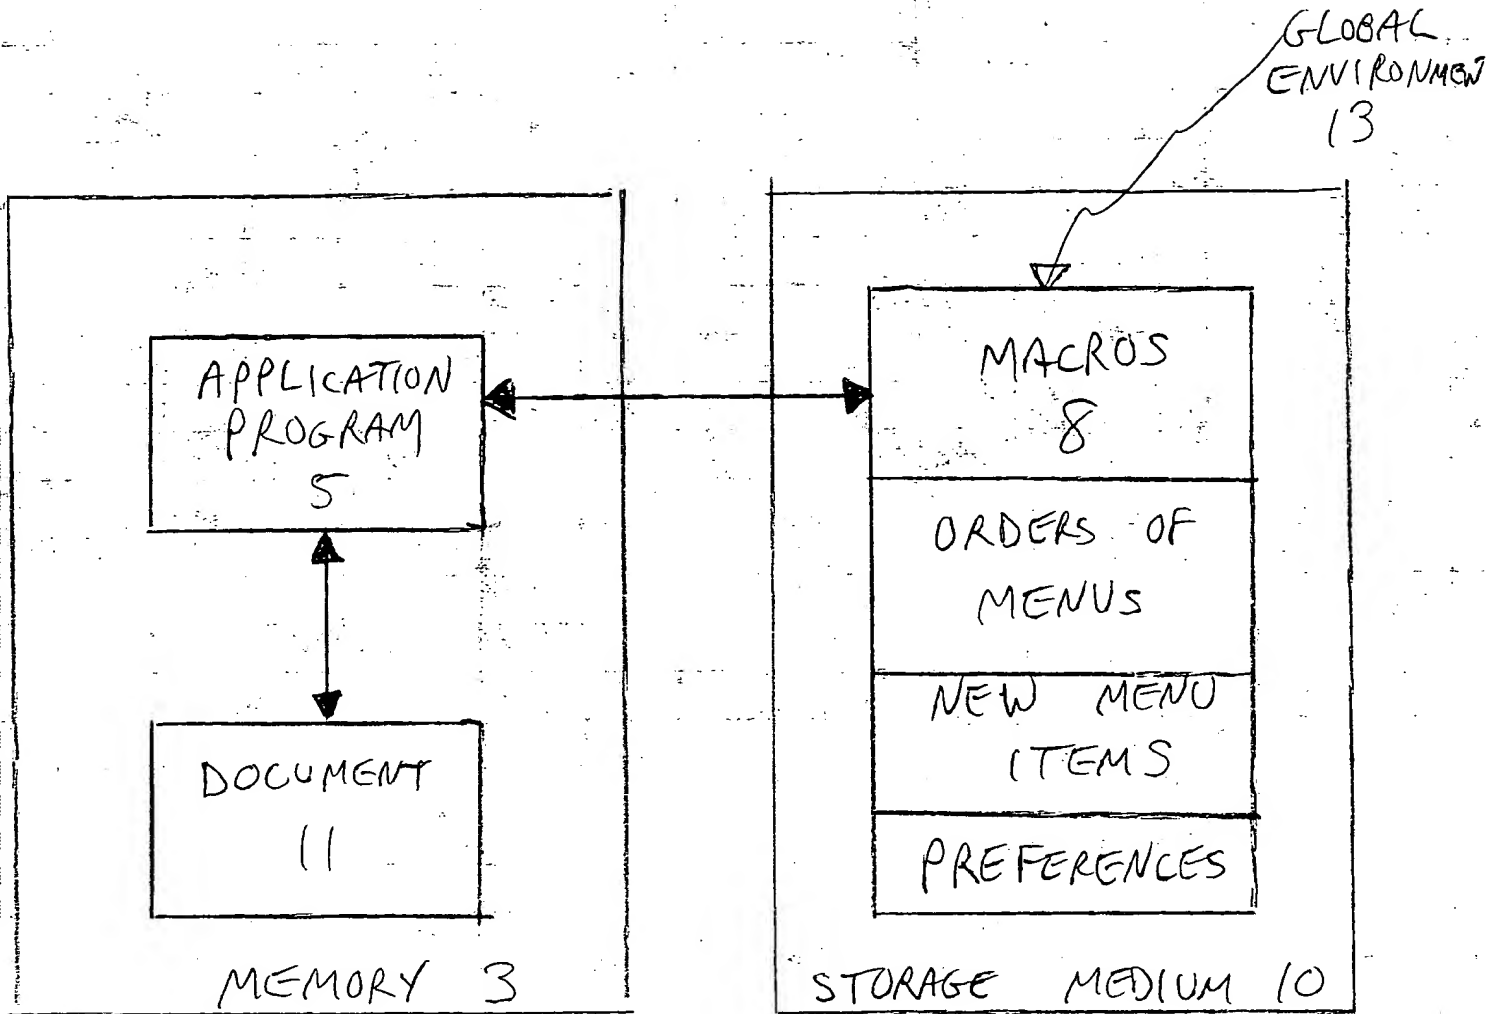 GLOBAL
ENVIRONMEN
13
APPLICATION
PROGRAM
5
DOCUMENT
11
MEMORY 3
MACROS
8
ORDERS OF
MENUS
NEW MENU
ITEMS
PREFERENCES
STORAGE MEDIUM 10